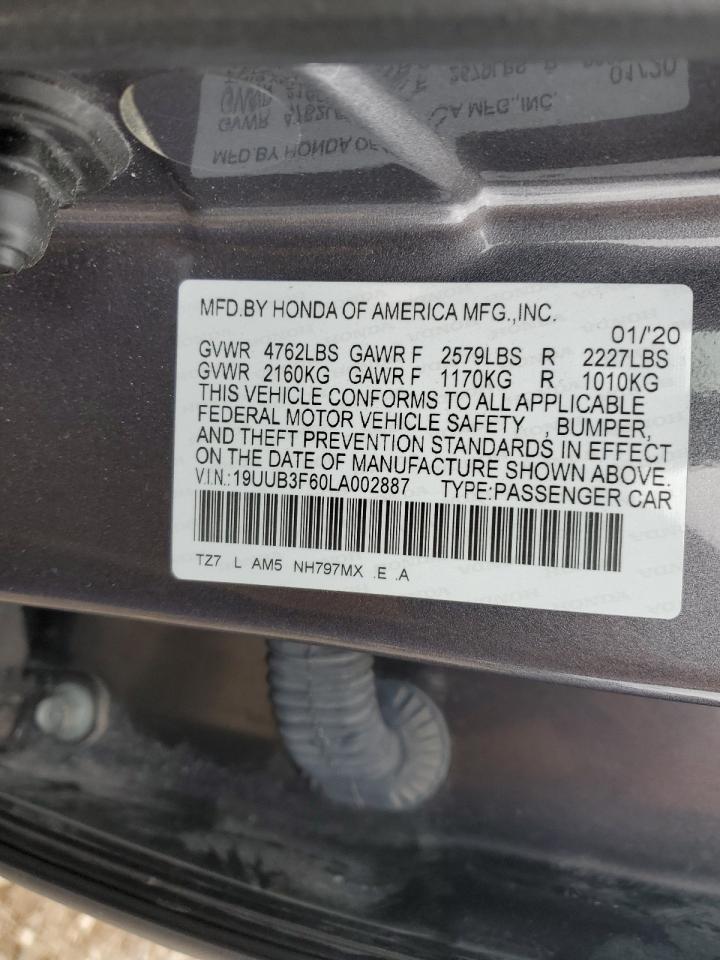 MFD.BY HONDA OF AMERICA MFG.,INC.
01/'20
GVWR 4762LBS GAWR F 2579LBS R 2227LBS
GVWR 2160KG GAWR F 1170KG R 1010KG
THIS VEHICLE CONFORMS TO ALL APPLICABLE
FEDERAL MOTOR VEHICLE SAFETY , BUMPER,
AND THEFT PREVENTION STANDARDS IN EFFECT
ON THE DATE OF MANUFACTURE SHOWN ABOVE.
V.I.N.:19UUB3F60LA002887 TYPE:PASSENGER CAR
TZ7 L AM5 NH797MX .E .A